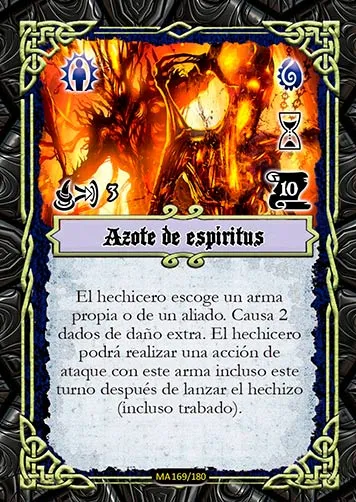 3
10
Azote de espíritus
El hechicero escoge un arma
propia o de un aliado. Causa 2
dados de daño extra. El hechicero
podrá realizar una acción de
ataque con este arma incluso este
turno después de lanzar el hechizo
(incluso trabado).
MA169/180